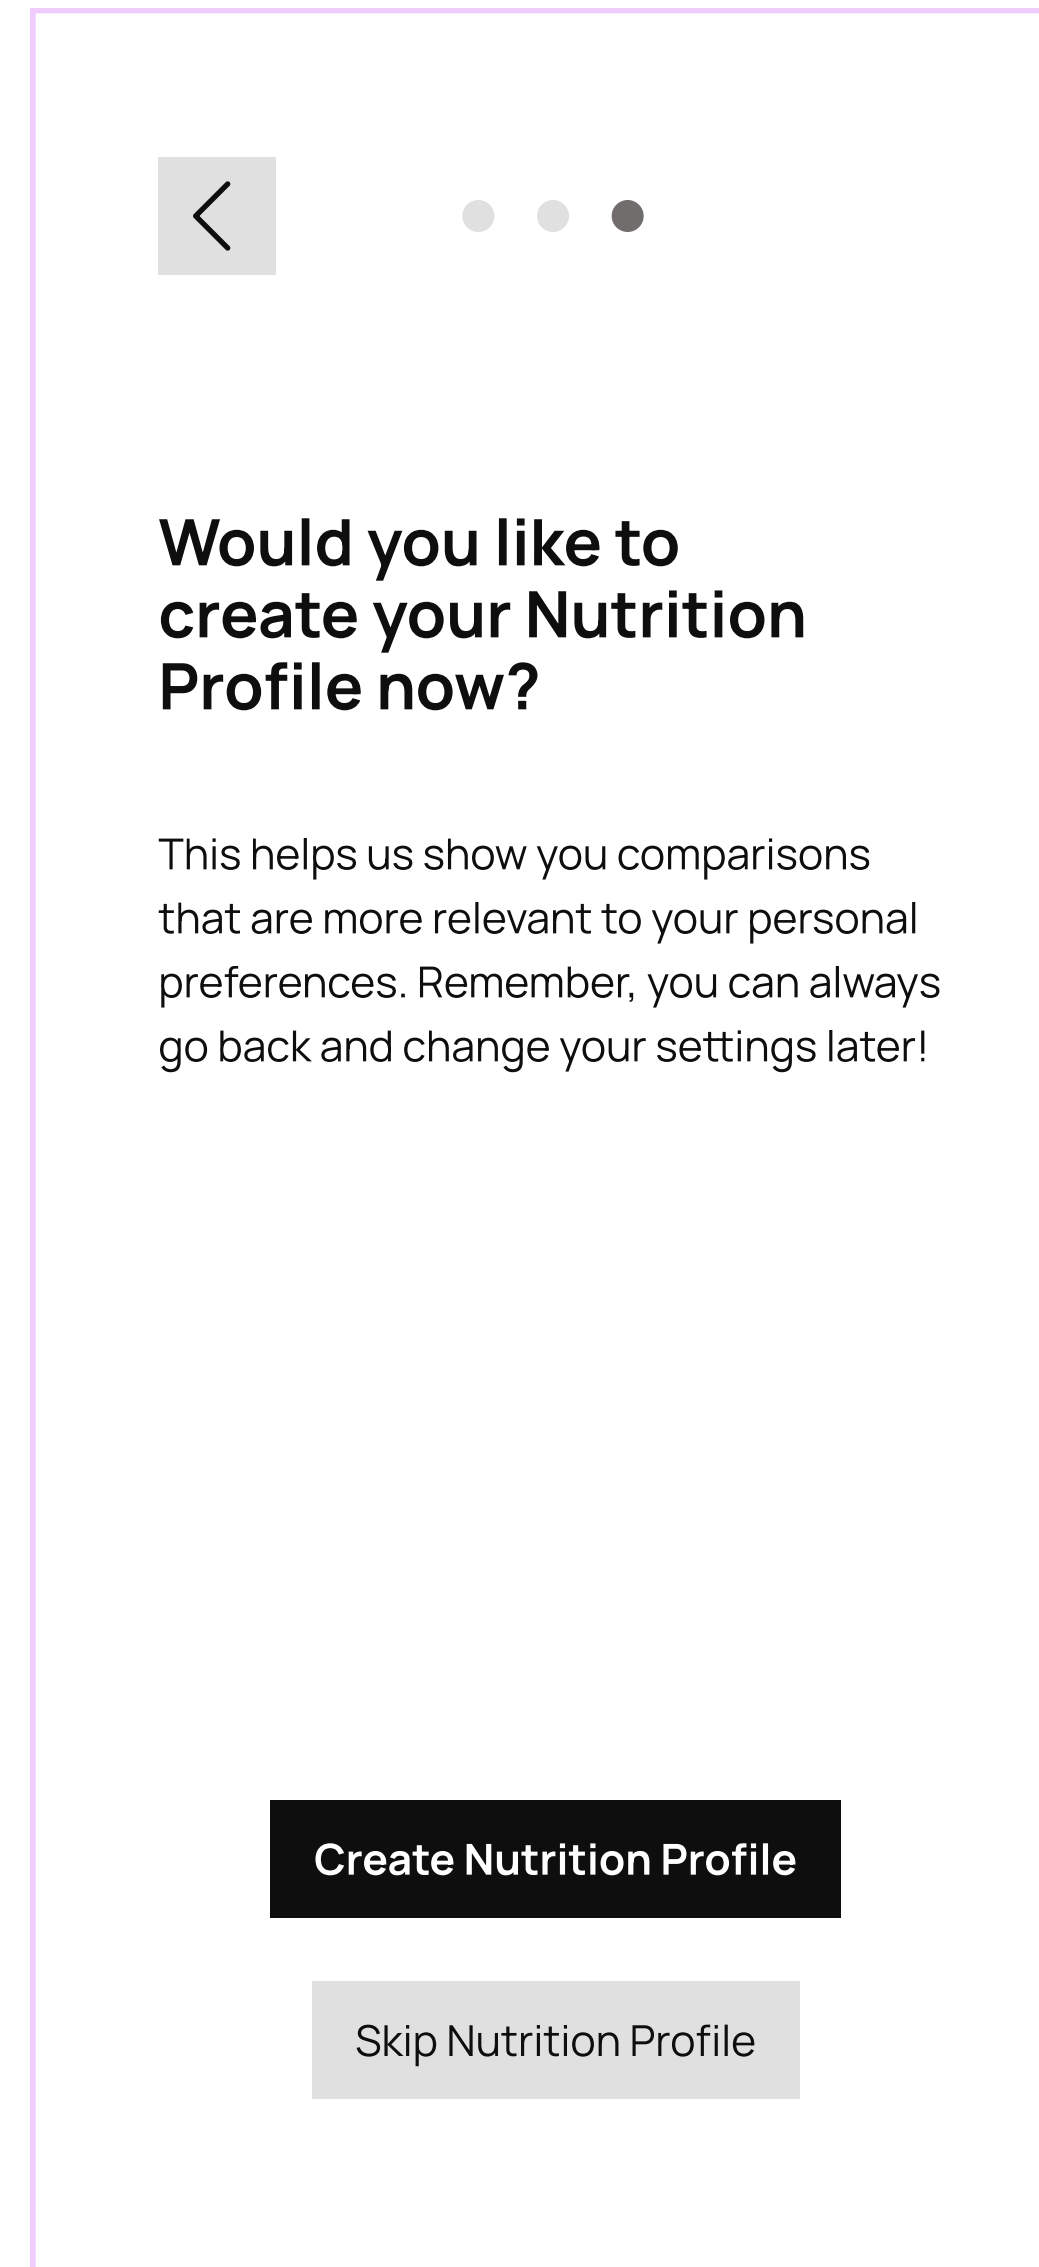 Would you like to
create your Nutrition
Profile now?
This helps us show you comparisons
that are more relevant to your personal
preferences. Remember, you can always
go back and change your settings later!
Create Nutrition Profile
Skip Nutrition Profile